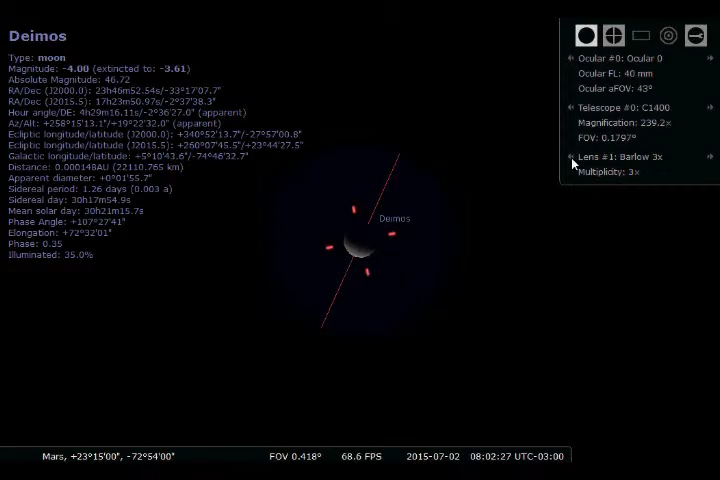 Deimos
Type: moon
Magnitude: -4.00 (extincted to: -3.61)
Absolute Magnitude: 46.72
RA/Dec (J2000.0): 23h46m52.54s/-33°17'07.7"
RA/Dec (J2015.5): 17h23m50.97s/-2°37'38.3"
Hour angle/DE: 4h29m16.11s/-2°36'27.0" (apparent)
Az/Alt: +258°15'13.1"/+19°22'32.0" (apparent)
Ecliptic longitude/latitude (J2000.0): +340°52'13.7"/-27°57'00.8"
Ecliptic longitude/latitude (J2015.5): +260°07'45.5"/+23°44'27.5"
Galactic longitude/latitude: +5°10'43.6"/-74°46'32.7"
Distance: 0.000148AU (22110.765 km)
Apparent diameter: +0°01'55.7"
Sidereal period: 1.26 days (0.003 a)
Sidereal day: 30h17m54.9s
Mean solar day: 30h21m15.7s
Phase Angle: +107°27'41"
Elongation: +72°32'01"
Phase: 0.35
Illuminated: 35.0%
Ocular #0: Ocular 0
Ocular FL: 40 mm
Ocular aFOV: 43°
Telescope #0: C1400
Magnification: 239.2×
FOV: 0.1797°
Lens #1: Barlow 3x
Multiplicity: 3×
Deimos
Mars, +23°15'00", -72°54'00" FOV 0.418° 68.6 FPS 2015-07-02 08:02:27 UTC-03:00